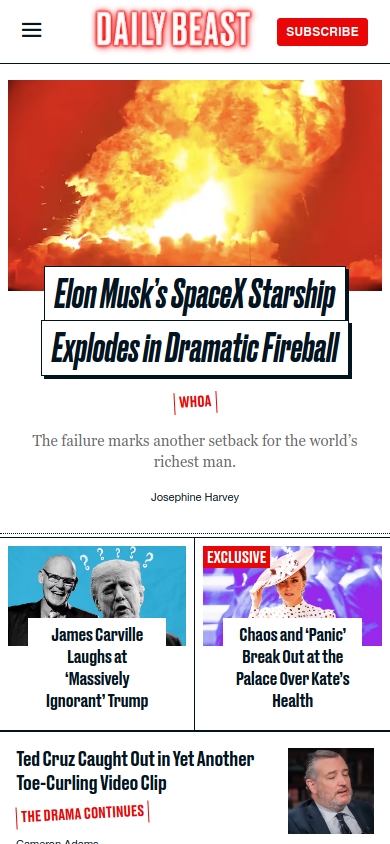 DAILY BEAST
SUBSCRIBE
Elon Musk's SpaceX Starship
Explodes in Dramatic Fireball
WHOA
The failure marks another setback for the world's
richest man.
Josephine Harvey
? ? ? ? ? ?
James Carville
Laughs at
'Massively
Ignorant' Trump
EXCLUSIVE
Chaos and 'Panic'
Break Out at the
Palace Over Kate's
Health
Ted Cruz Caught Out in Yet Another
Toe-Curling Video Clip
THE DRAMA CONTINUES
Cameron Adams